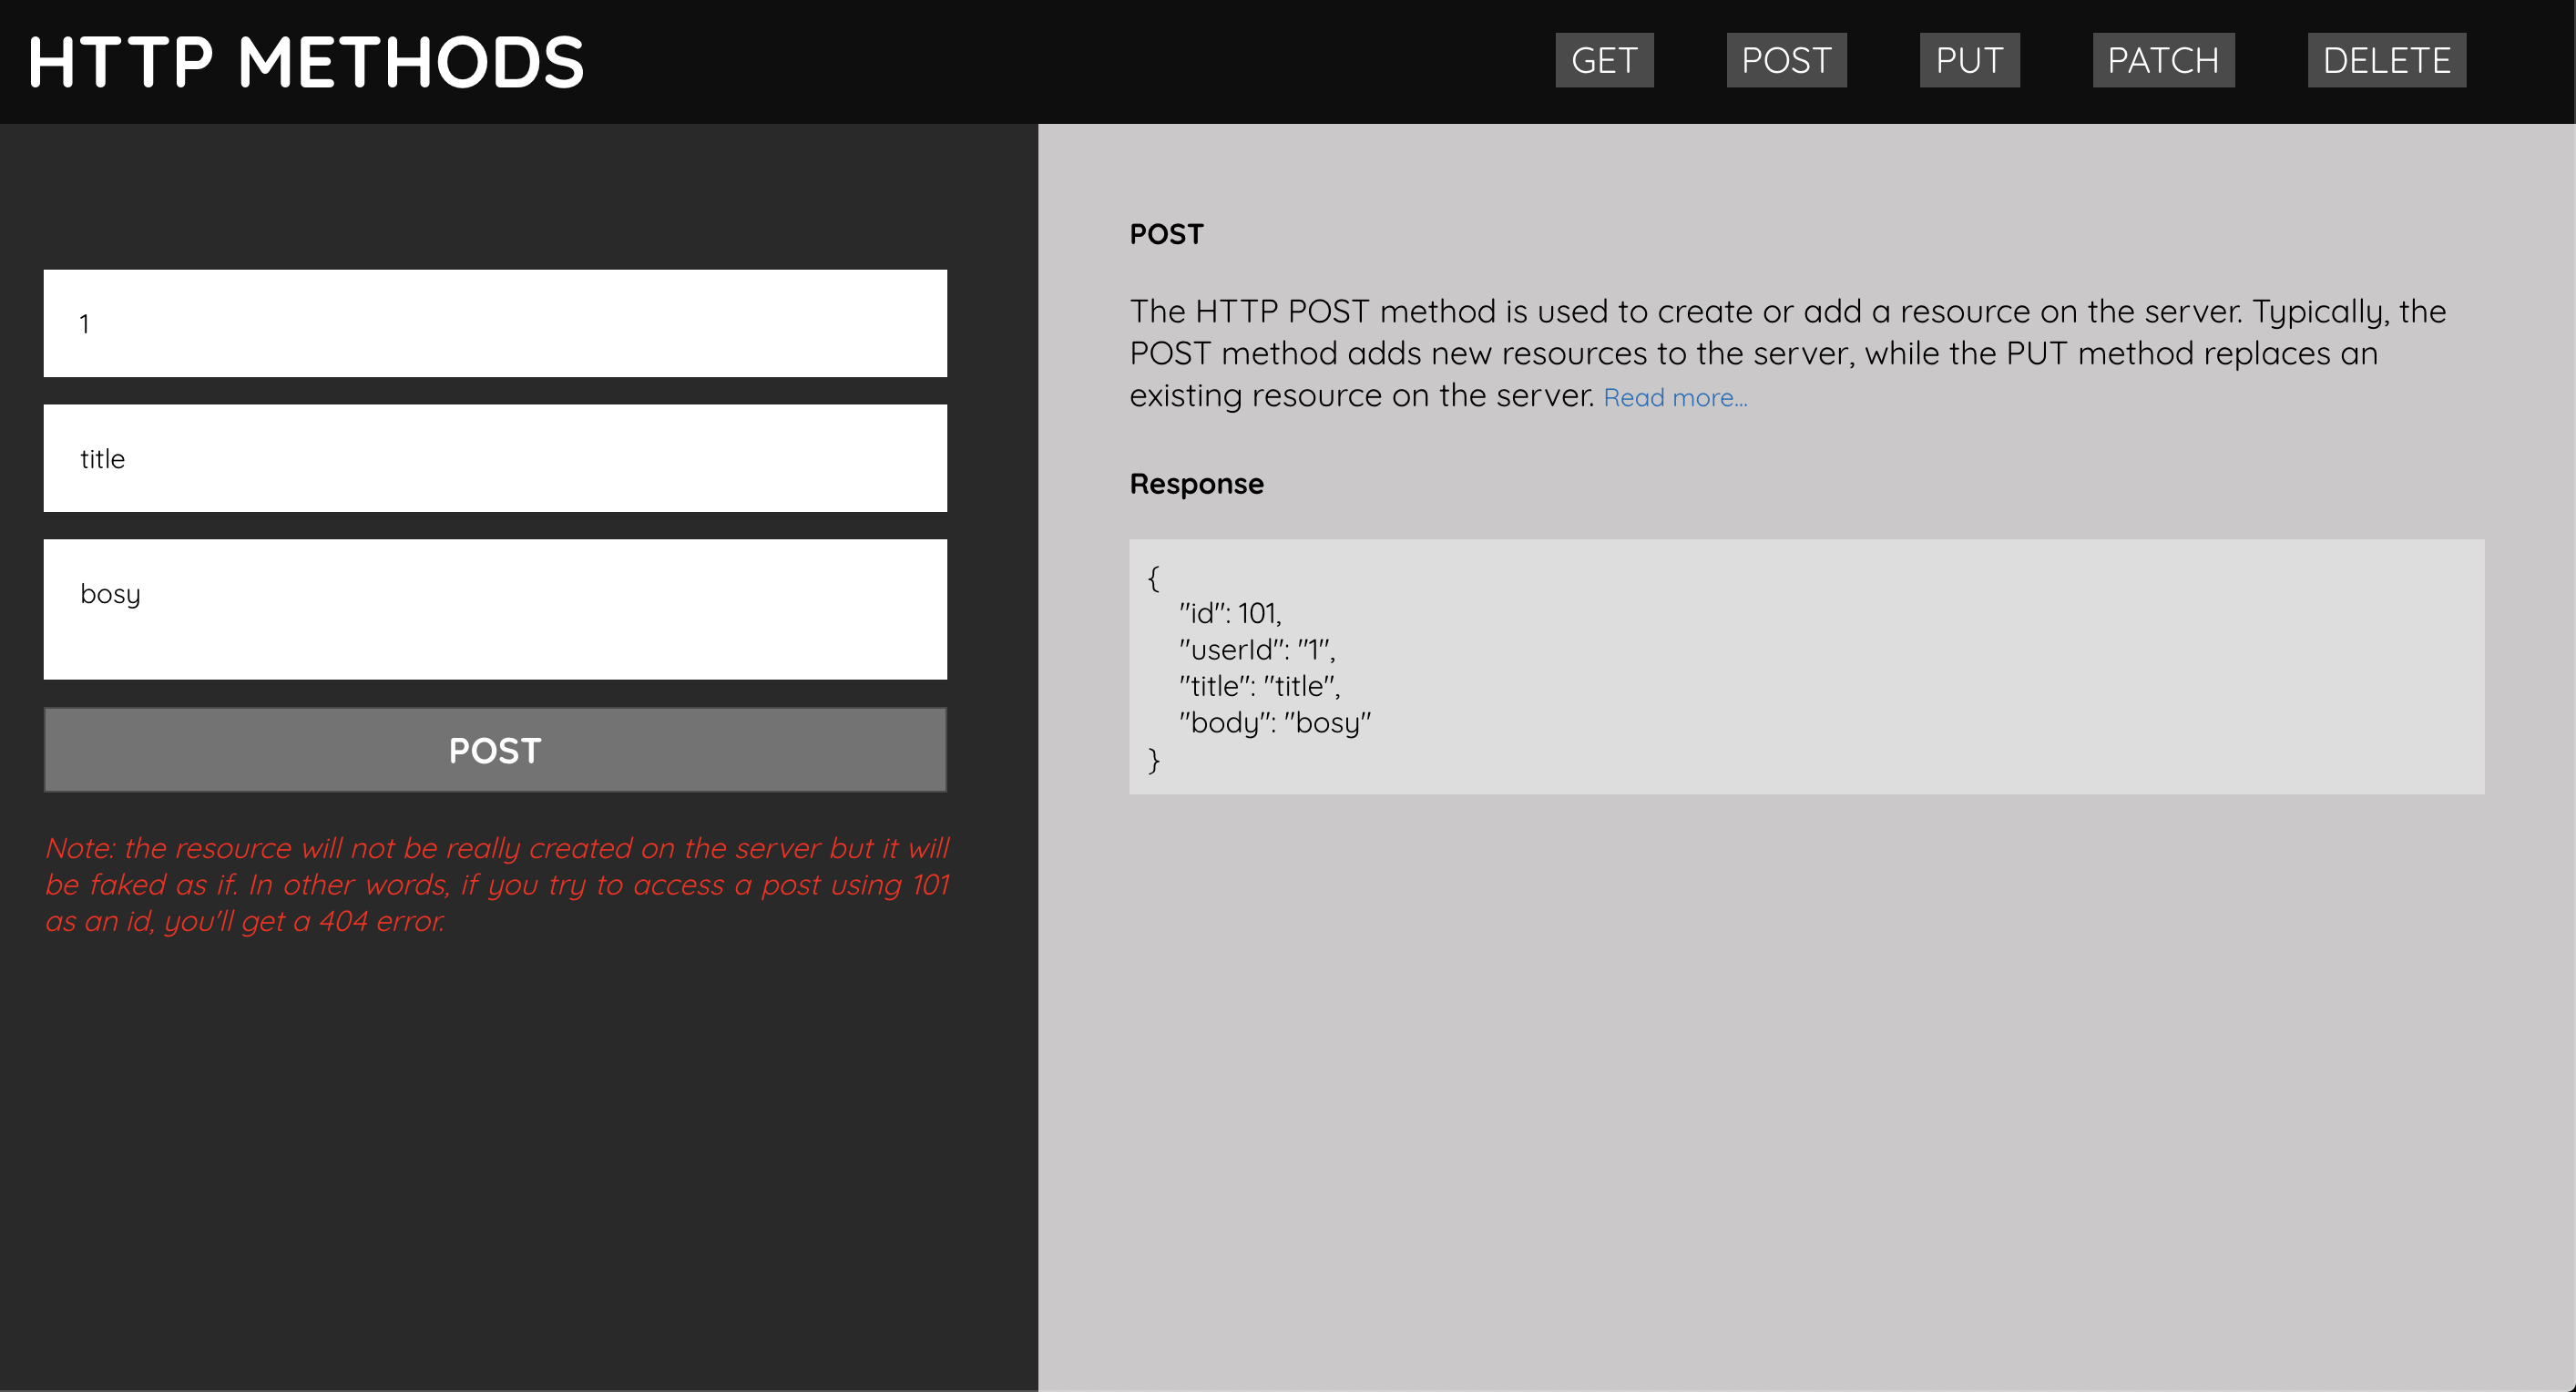 HTTP METHODS
GET
POST
PUT
PATCH
DELETE
1
title
bosy
POST
Note: the resource will not be really created on the server but it will
be faked as if. In other words, if you try to access a post using 101
as an id, you'll get a 404 error.
POST
The HTTP POST method is used to create or add a resource on the server. Typically, the
POST method adds new resources to the server, while the PUT method replaces an
existing resource on the server. Read more...
Response
{
"id": 101,
"userId": "1",
"title": "title",
"body": "bosy"
}